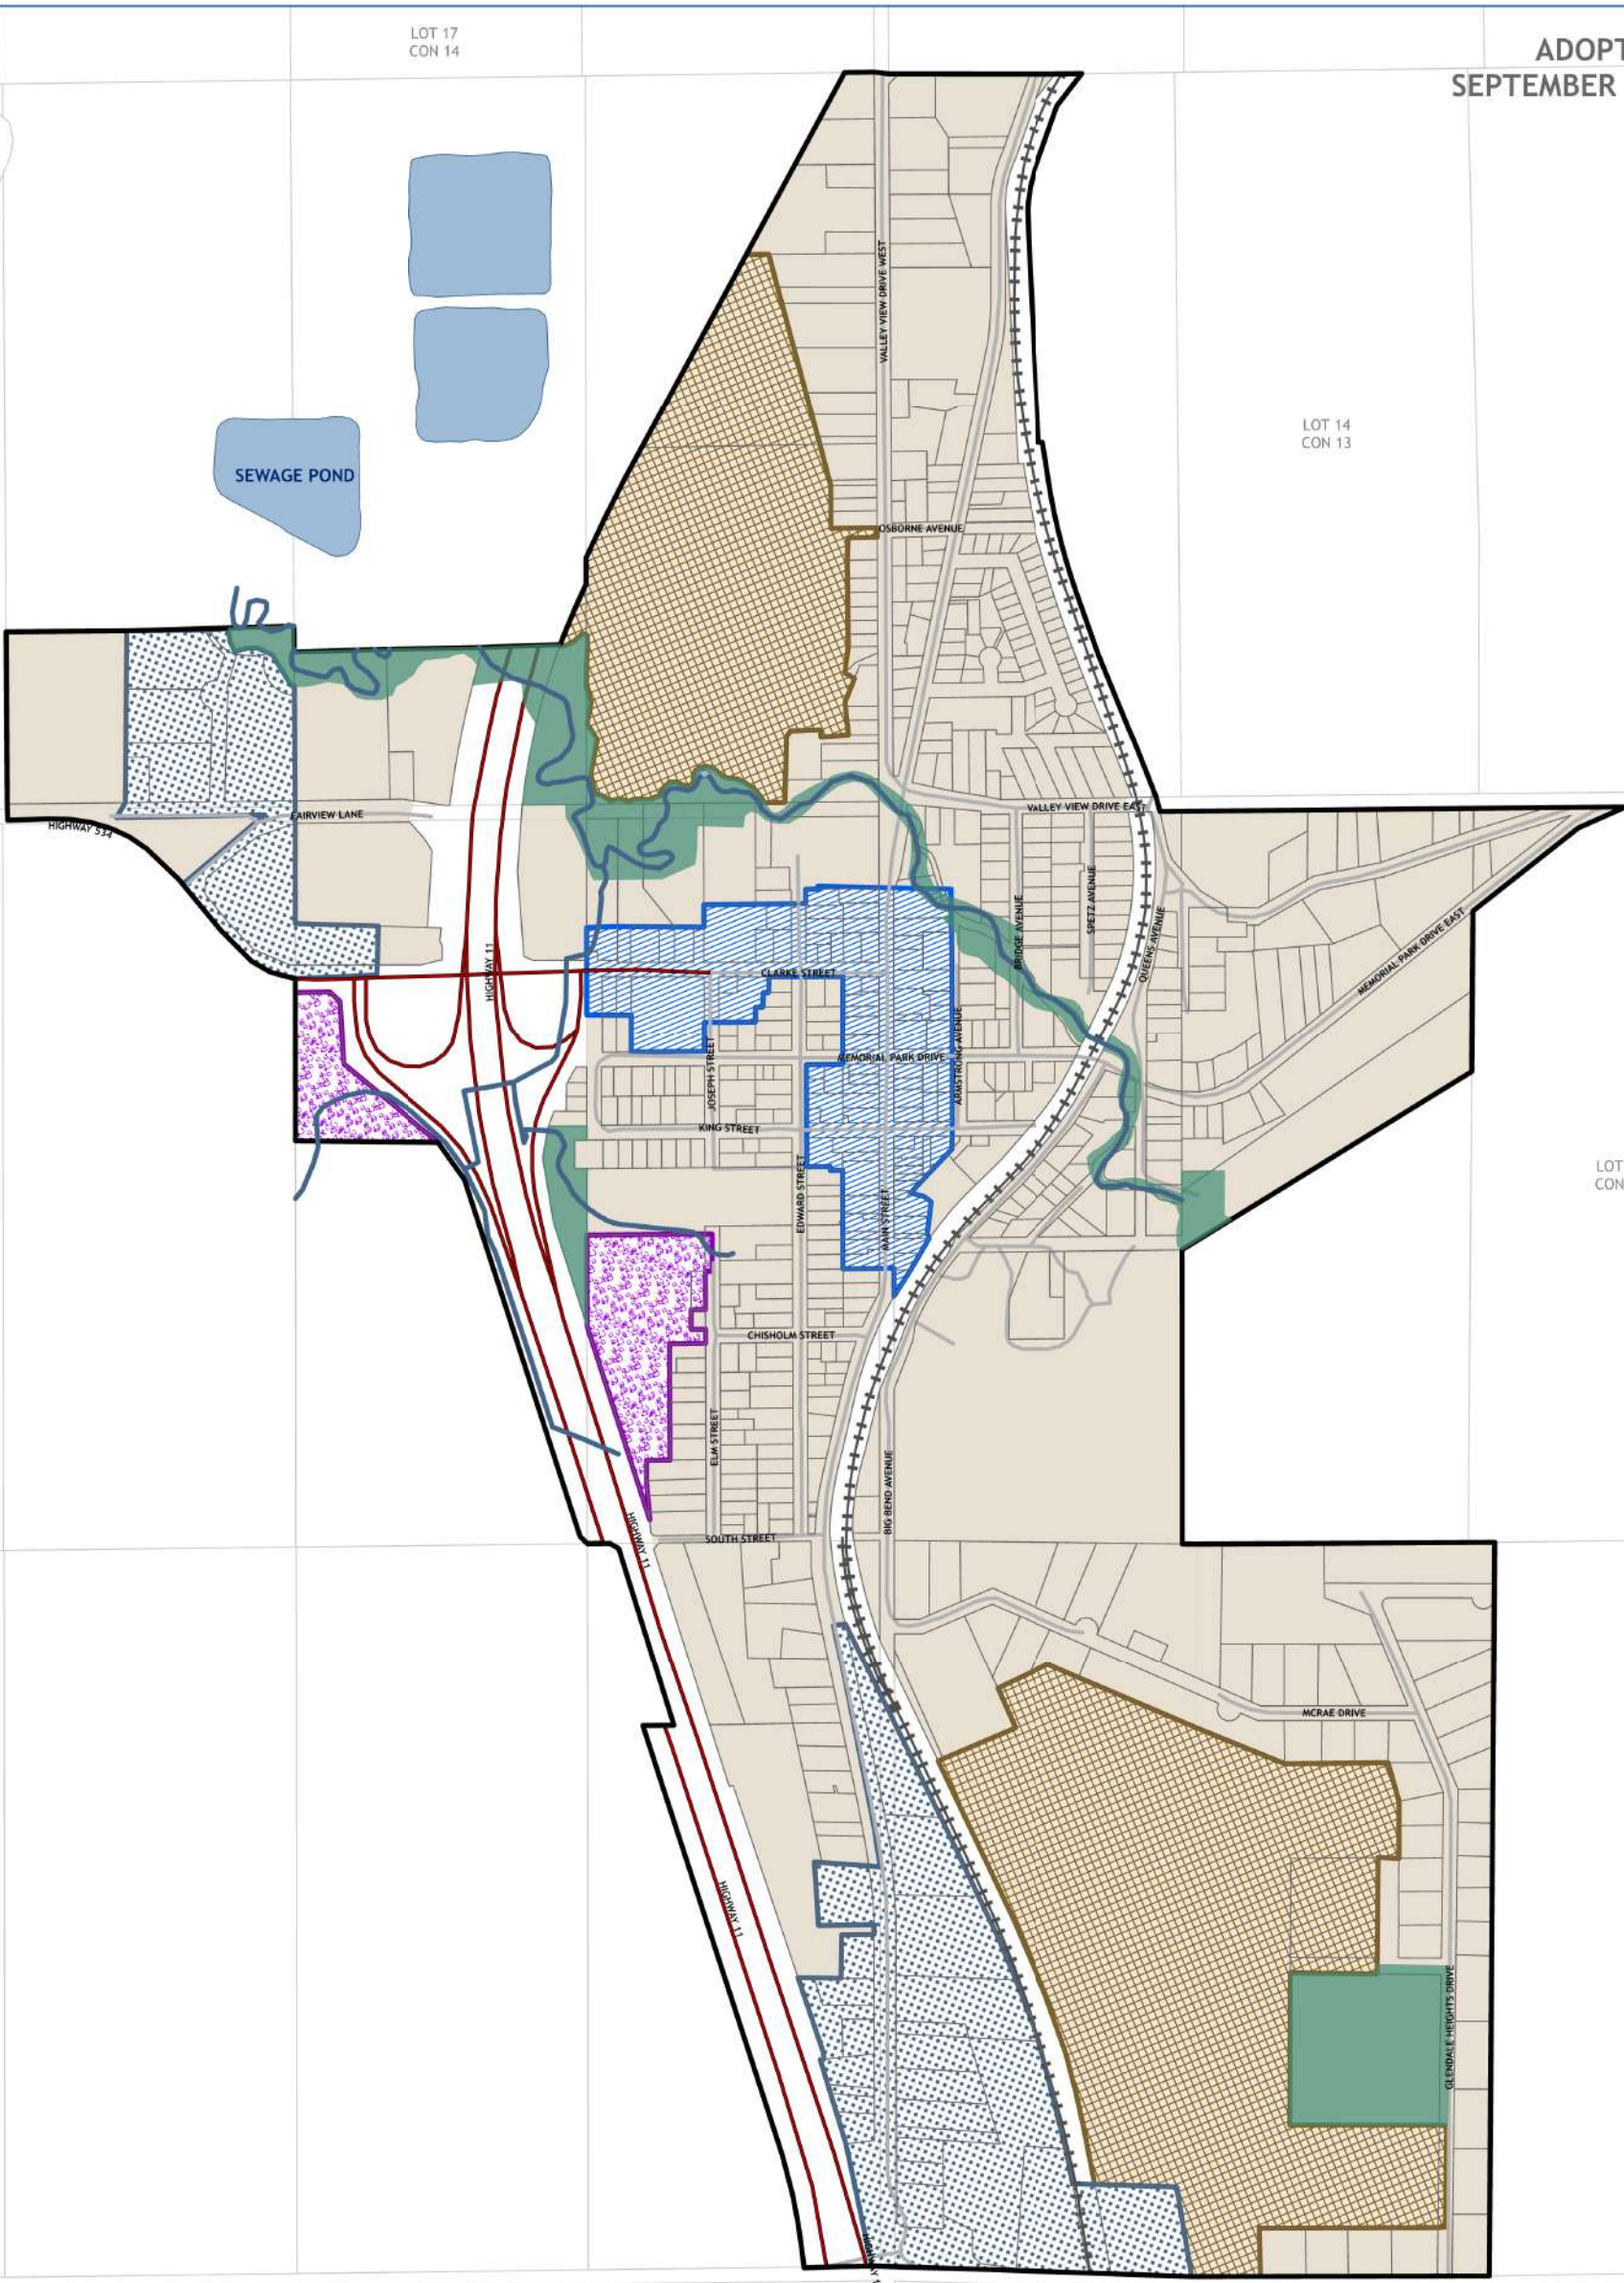 LOT 17
CON 14
ADOPT
SEPTEMBER
VALLEY VIEW DRIVE WEST
LOT 14
CON 13
SEWAGE POND
OSBORNE AVENUE
VALLEY VIEW DRIVE EAST
FAIRVIEW LANE
HIGHWAY 534
SPETZ AVENUE
BRIDGE AVENUE
QUEENS AVENUE
MEMORIAL PARK DRIVE EAST
HIGHWAY 11
CLARKE STREET
ARMSTRONG AVENUE
MEMORIAL PARK DRIVE
JOSEPH STREET
KING STREET
LOT
CON
EDWARD STREET
MAIN STREET
CHISHOLM STREET
ELM STREET
BIG BEND AVENUE
HIGHWAY 11
SOUTH STREET
MCRAE DRIVE
HIGHWAY 11
GLENDALE HEIGHTS DRIVE
HIGHWAY 1